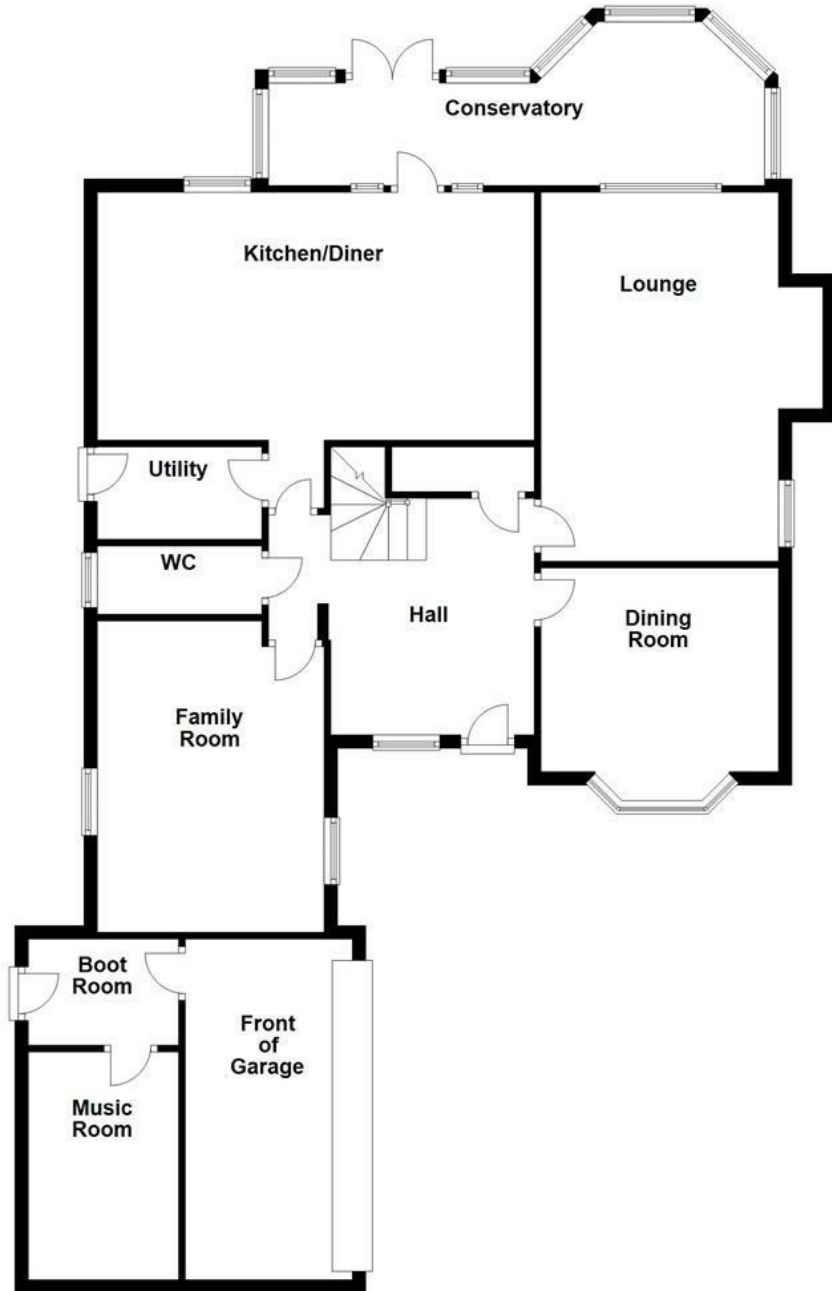 Conservatory
Kitchen/Diner
Lounge
Utility
WC
Hall
Dining
Room
Family
Room
Boot
Room
Front
of
Garage
Music
Room